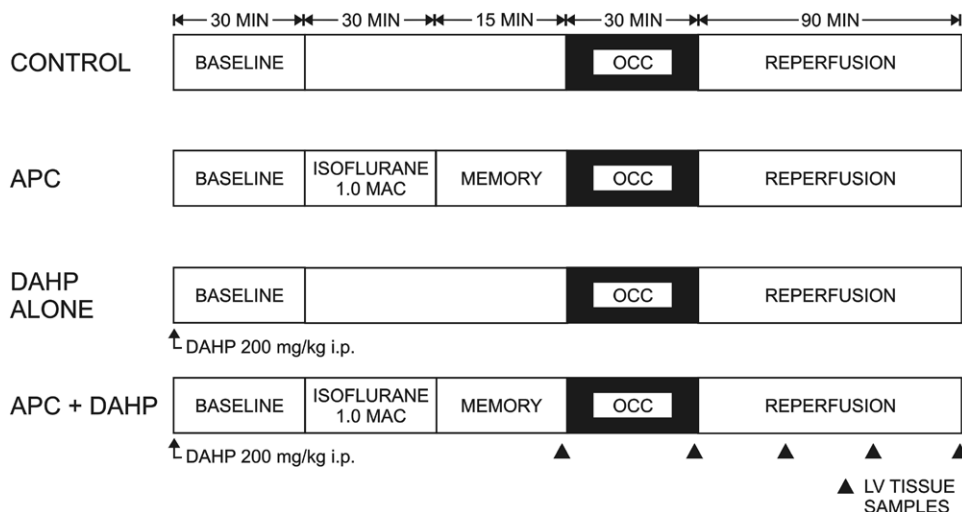 30 MIN 30 MIN 15 MIN 30 MIN 90 MIN
CONTROL BASELINE OCC REPERFUSION
APC BASELINE ISOFLURANE 1.0 MAC MEMORY OCC REPERFUSION
DAHP ALONE BASELINE OCC REPERFUSION
DAHP 200 mg/kg i.p.
APC + DAHP BASELINE ISOFLURANE 1.0 MAC MEMORY OCC REPERFUSION
DAHP 200 mg/kg i.p.
LV TISSUE
SAMPLES